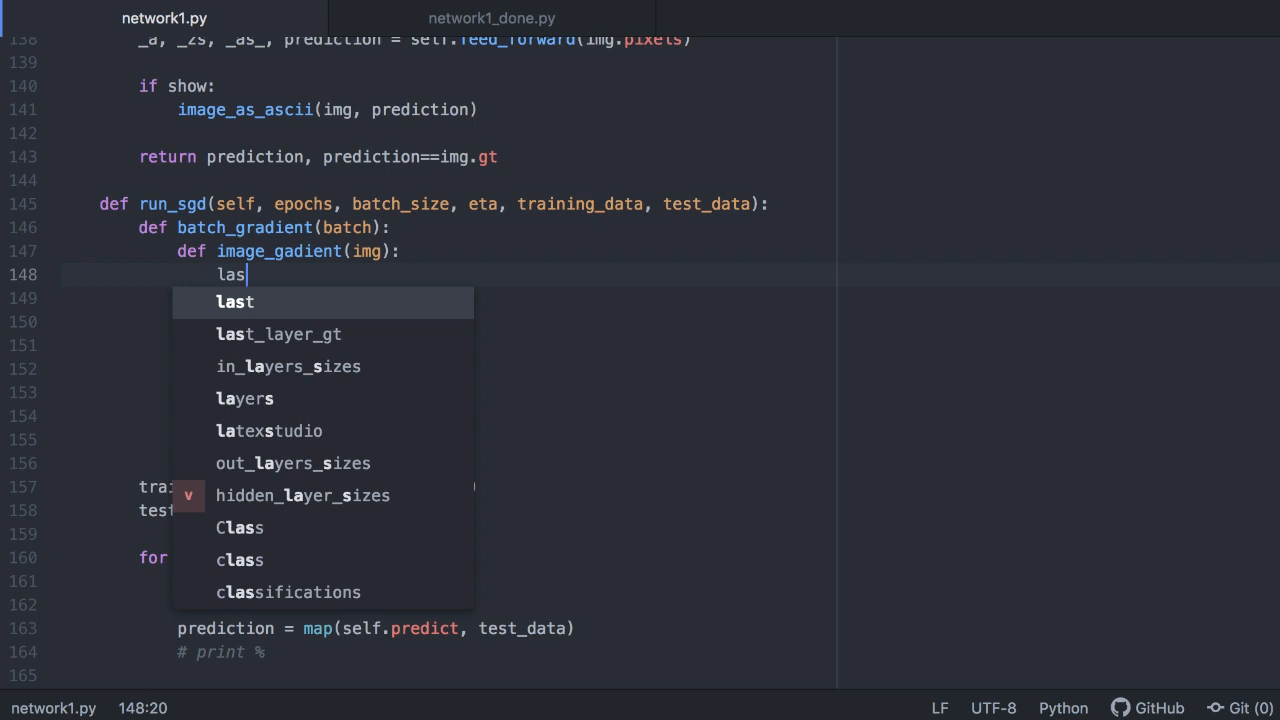 network1.py network1_done.py
138 _a, _zs, _as_, prediction = self.feed_forward(img.pixels)
139
140 if show:
141 image_as_ascii(img, prediction)
142
143 return prediction, prediction==img.gt
144
145 def run_sgd(self, epochs, batch_size, eta, training_data, test_data):
146 def batch_gradient(batch):
147 def image_gadient(img):
148 las
149 last
150 last_layer_gt
151 in_layers_sizes
152
153 layers
154 latexstudio
155
156 out_layers_sizes
157 trai
v hidden_layer_sizes
158 test
159 Class
160 for class
161 classifications
162
163 prediction = map(self.predict, test_data)
164 # print %
165
network1.py 148:20 LF UTF-8 Python GitHub Git (0)